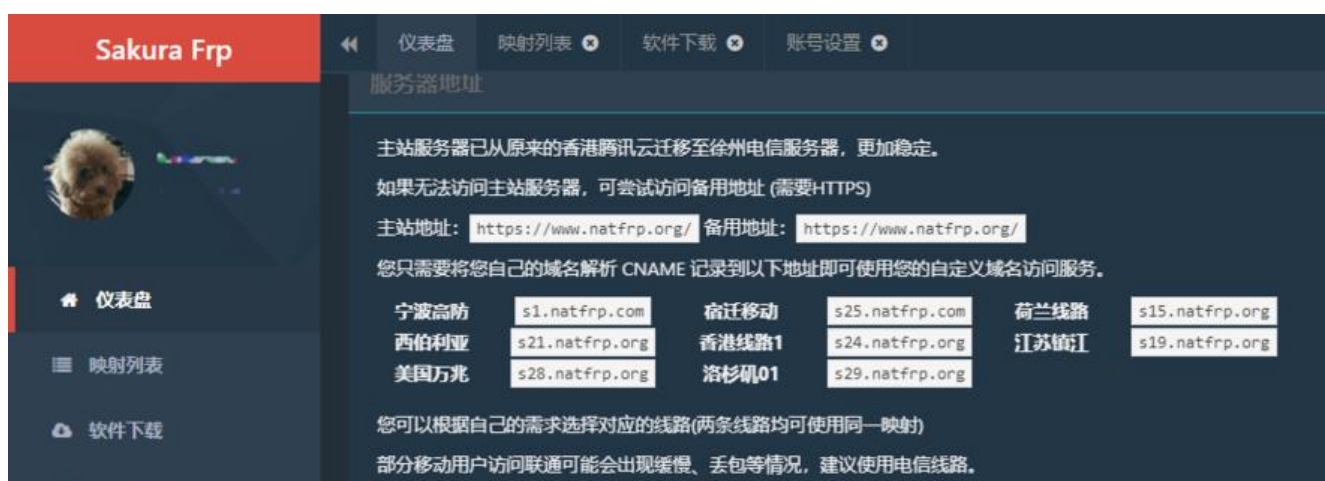 Sakura Frp
仪表盘 映射列表 软件下载 账号设置
服务器地址
主站服务器已从原来的香港腾讯云迁移至徐州电信服务器，更加稳定。
如果无法访问主站服务器，可尝试访问备用地址 (需要HTTPS)
主站地址： https://www.natfrp.org/ 备用地址： https://www.natfrp.org/
您只需要将您自己的域名解析 CNAME 记录到以下地址即可使用您的自定义域名访问服务。
宁波高防 s1.natfrp.com 宿迁移动 s25.natfrp.com 荷兰线路 s15.natfrp.org
西伯利亚 s21.natfrp.org 香港线路1 s24.natfrp.org 江苏镇江 s19.natfrp.org
美国万兆 s28.natfrp.org 洛杉矶01 s29.natfrp.org
您可以根据自己的需求选择对应的线路(两条线路均可使用同一映射)
部分移动用户访问联通可能会出现缓慢、丢包等情况，建议使用电信线路。
仪表盘
映射列表
软件下载